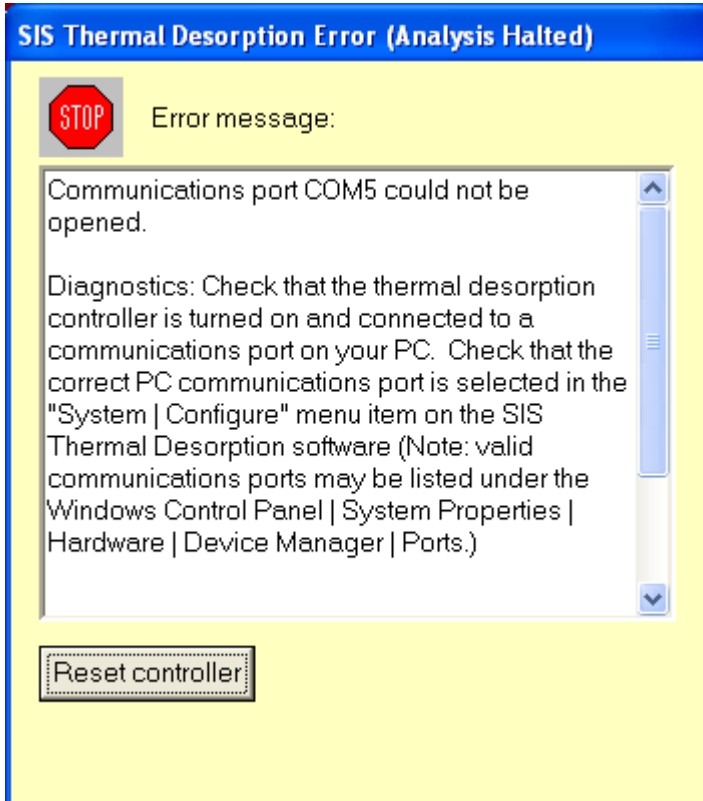 SIS Thermal Desorption Error (Analysis Halted)
STOP
Error message:
Communications port COM5 could not be
opened.
Diagnostics: Check that the thermal desorption
controller is turned on and connected to a
communications port on your PC.  Check that the
correct PC communications port is selected in the
"System | Configure" menu item on the SIS
Thermal Desorption software (Note: valid
communications ports may be listed under the
Windows Control Panel | System Properties |
Hardware | Device Manager | Ports.)
Reset controller